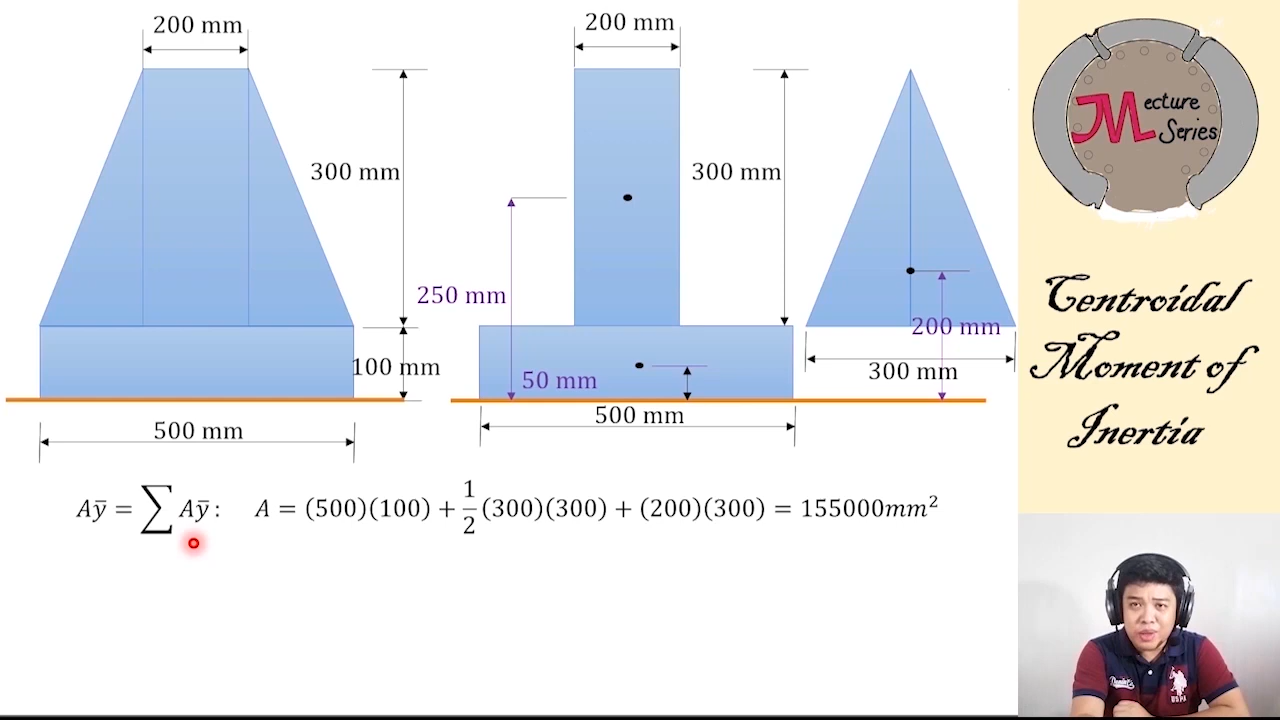 200 mm
300 mm
100 mm
500 mm
200 mm
300 mm
250 mm
50 mm
500 mm
200 mm
300 mm
Aȳ = ∑ Aȳ: A = (500)(100) + 1/2 (300)(300) + (200)(300) = 155000mm²
JMLecture
Series
Centroidal
Moment of
Inertia